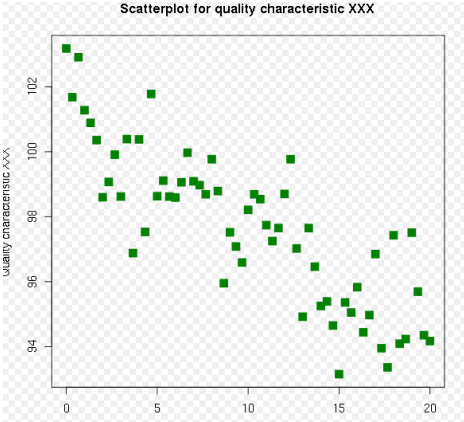 Scatterplot for quality characteristic XXX
Quality characteristic XXX
102
100
98
96
94
0 5 10 15 20